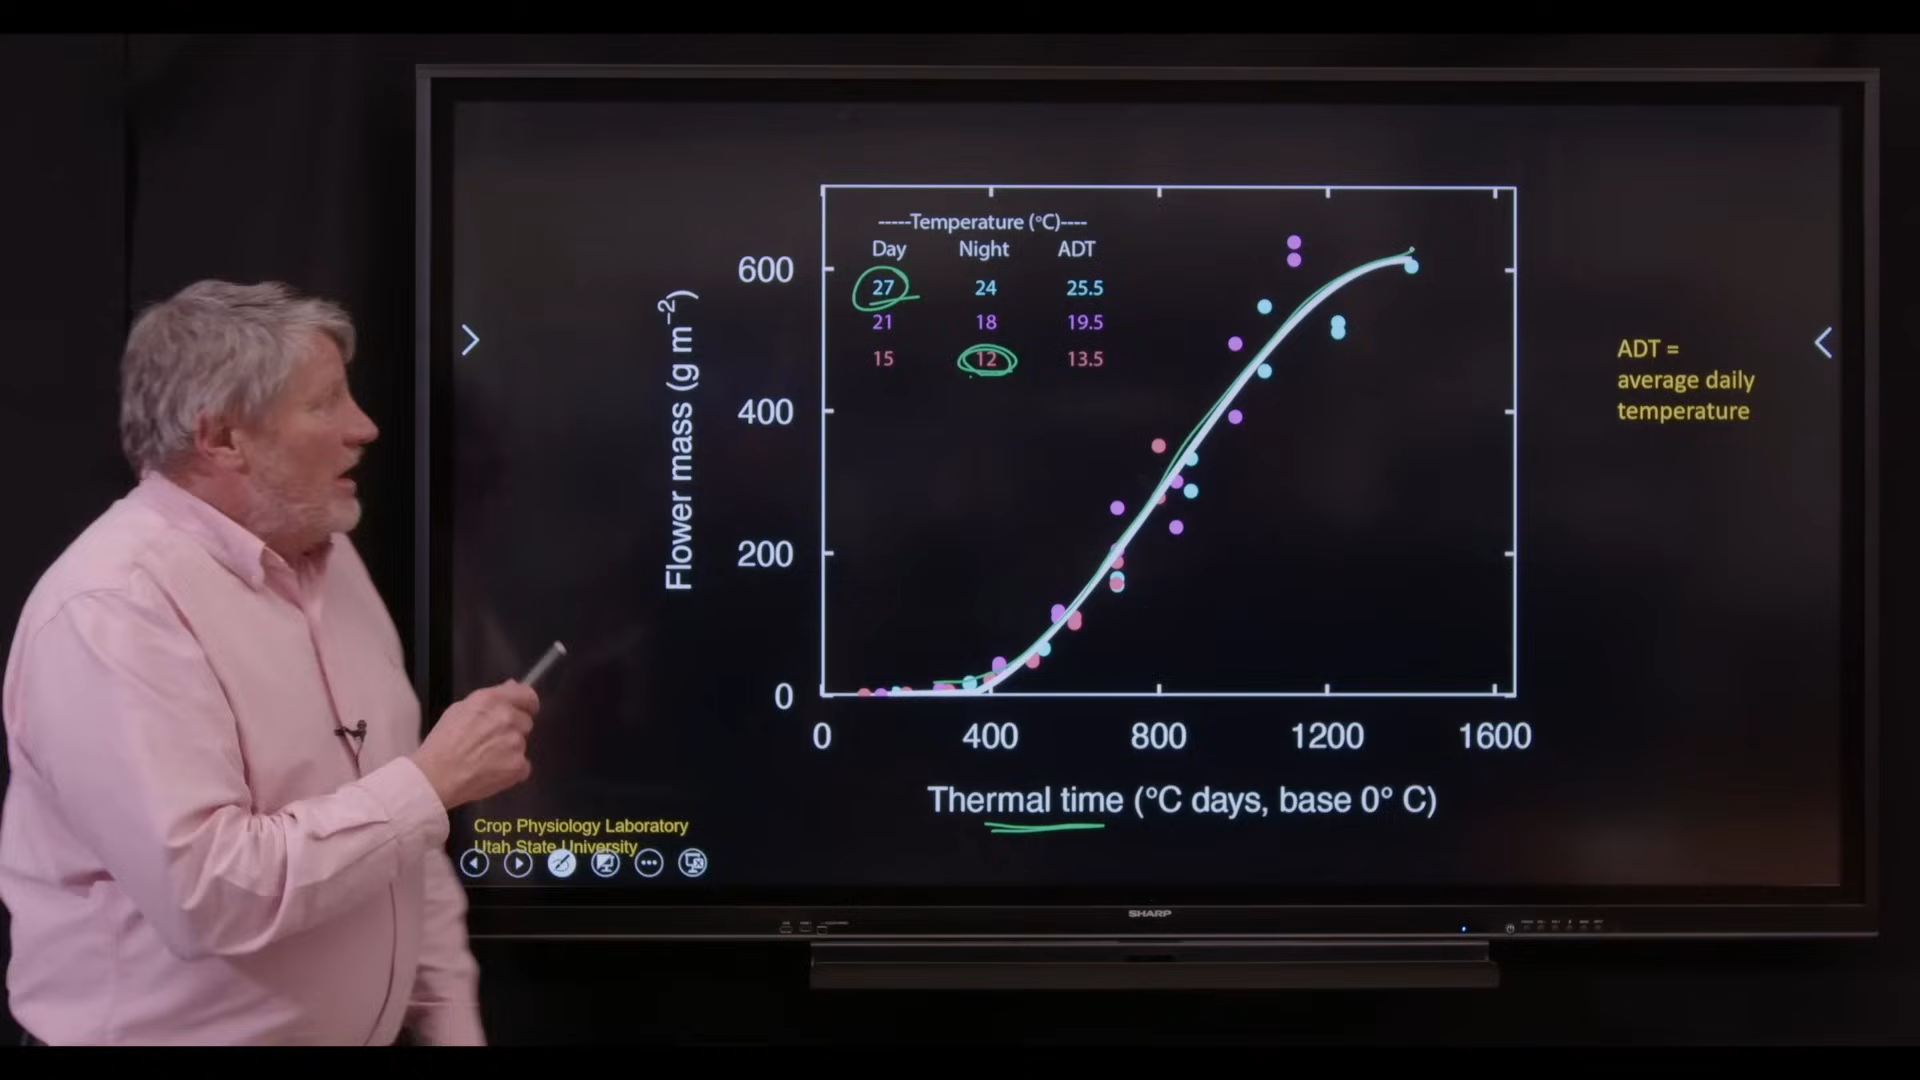 -----Temperature (°C)----
Day Night ADT
27 24 25.5
21 18 19.5
15 12 13.5
600
400
200
0
Flower mass (g m⁻²)
0 400 800 1200 1600
Thermal time (°C days, base 0° C)
ADT =
average daily
temperature
Crop Physiology Laboratory
Utah State University
SHARP